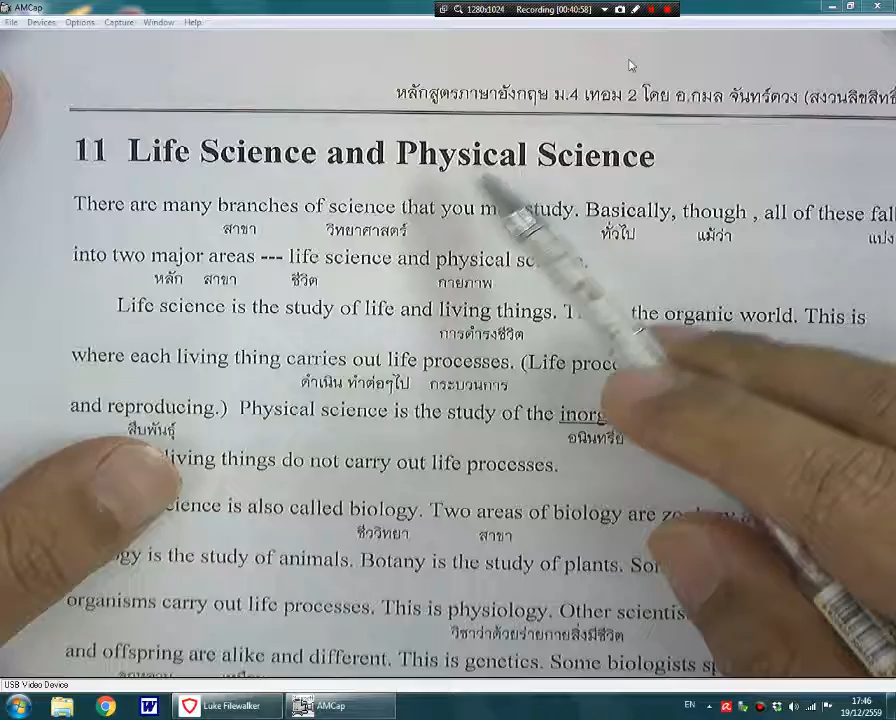 AMCap
1280x1024 Recording [00:40:58]
File Devices Options Capture Window Help
หลักสูตรภาษาอังกฤษ ม.4 เทอม 2 โดย อ.กมล จันทร์ดวง
11 Life Science and Physical Science
There are many branches of science that you study. Basically, though , all of these fall
สาขา วิทยาศาสตร์ ทั่วไป แม้ว่า แบ่ง
into two major areas --- life science and physical
หลัก สาขา ชีวิต กายภาพ
Life science is the study of life and living things. the organic world. This is
การดำรงชีวิต
where each living thing carries out life processes. (Life
ดำเนิน ทำต่อๆไป กระบวนการ
and reproducing.) Physical science is the study of the
สืบพันธุ์
living things do not carry out life processes.
is also called biology. Two areas of biology are
ชีววิทยา สาขา
is the study of animals. Botany is the study of plants.
organisms carry out life processes. This is physiology. Other
วิชาว่าด้วยร่างกายสิ่งมีชีวิต
and offspring are alike and different. This is genetics. Some biologists
USB Video Device
Luke Filewalker AMCap
EN 17:46
19/12/2559